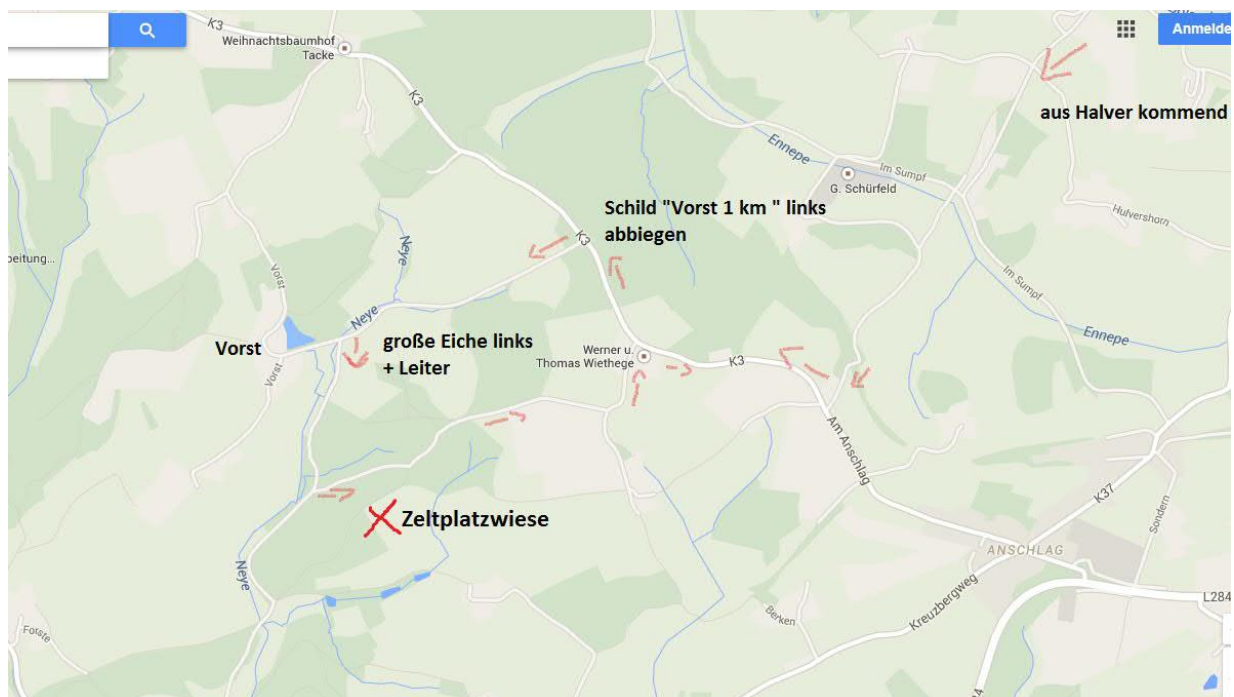 K3
Weihnachtsbaumhof
Tacke
K3
Anmelde
aus Halver kommend
Ennepe
Im Sumpf
G. Schürfeld
Hulvershorn
Schild "Vorst 1 km " links
abbiegen
K3
Neye
Vorst
Im Sumpf
Ennepe
Neye
Vorst
große Eiche links
+ Leiter
Vorst
Werner u.
Thomas Wiethege
K3
Am Anschlag
K37
Sondern
Zeltplatzwiese
ANSCHLAG
Neye
Kreuzbergweg
Berken
L284
Forste